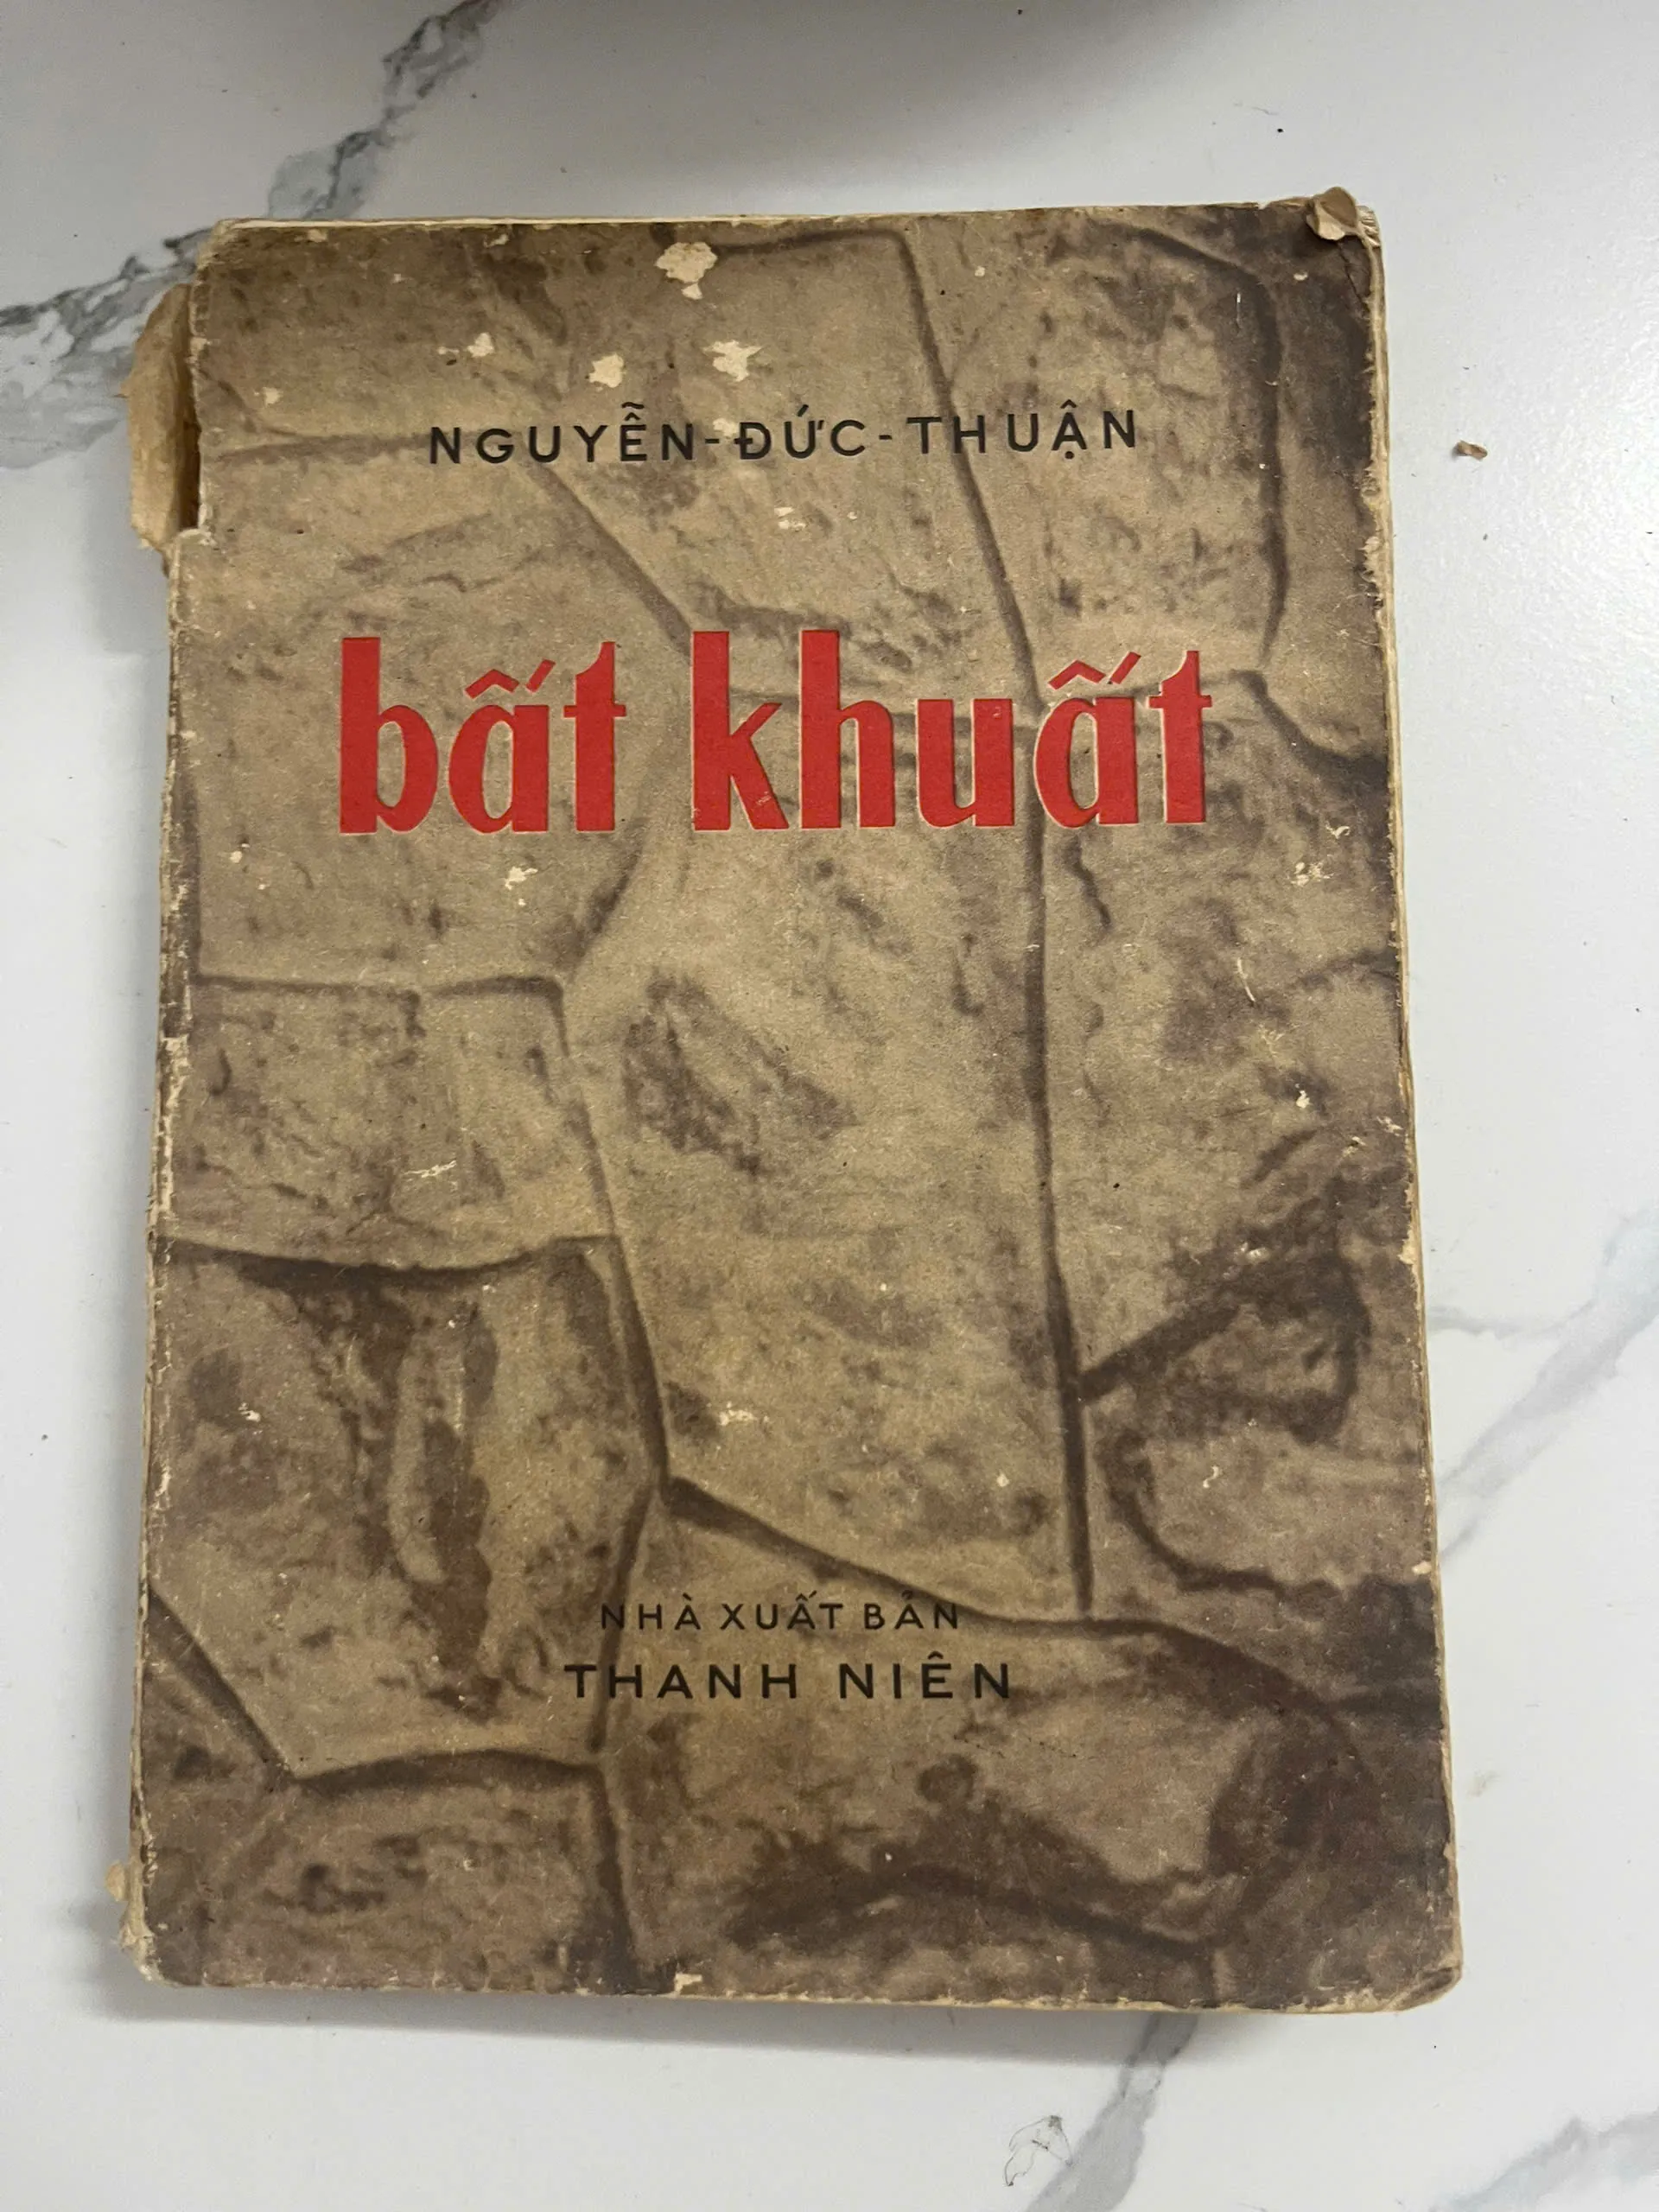 NGUYỄN-ĐỨC-THUẬN
bất khuất
NHÀ XUẤT BẢN
THANH NIÊN